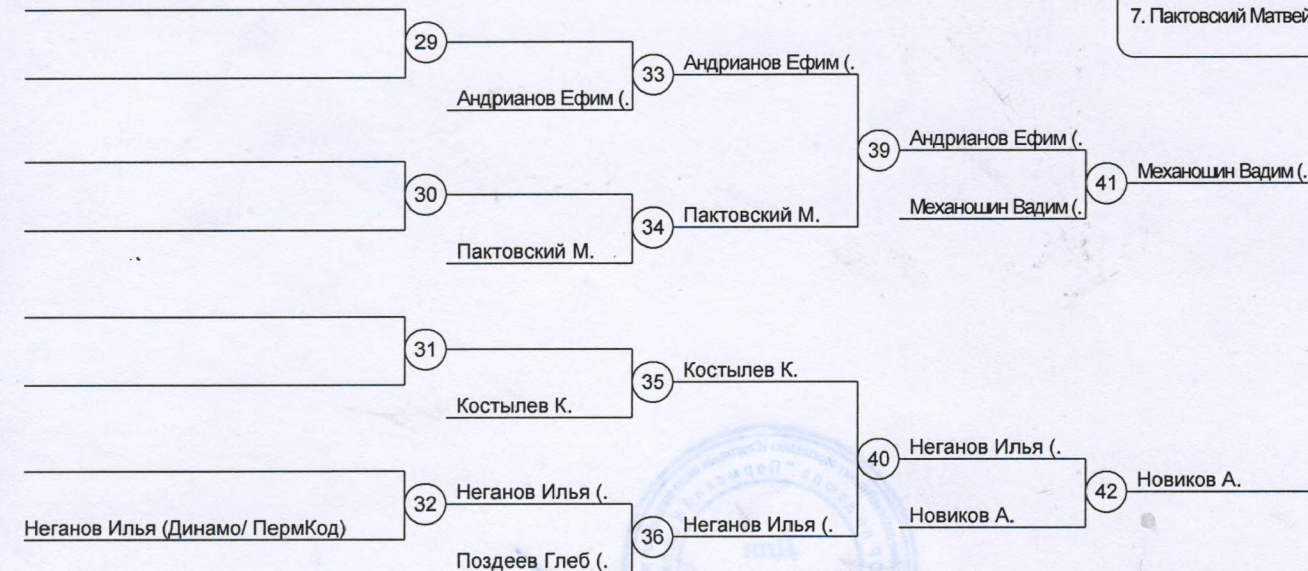 7. Пактовский Матвей
29
33
Андрианов Ефим (.
Андрианов Ефим (.
39
Андрианов Ефим (.
30
41
Механошин Вадим (.
34
Пактовский М.
Механошин Вадим (.
Пактовский М.
31
35
Костылев К.
Костылев К.
40
Неганов Илья (.
32
Неганов Илья (.
42
Новиков А.
Неганов Илья (Динамо/ ПермКод)
36
Неганов Илья (.
Новиков А.
Поздеев Глеб (.